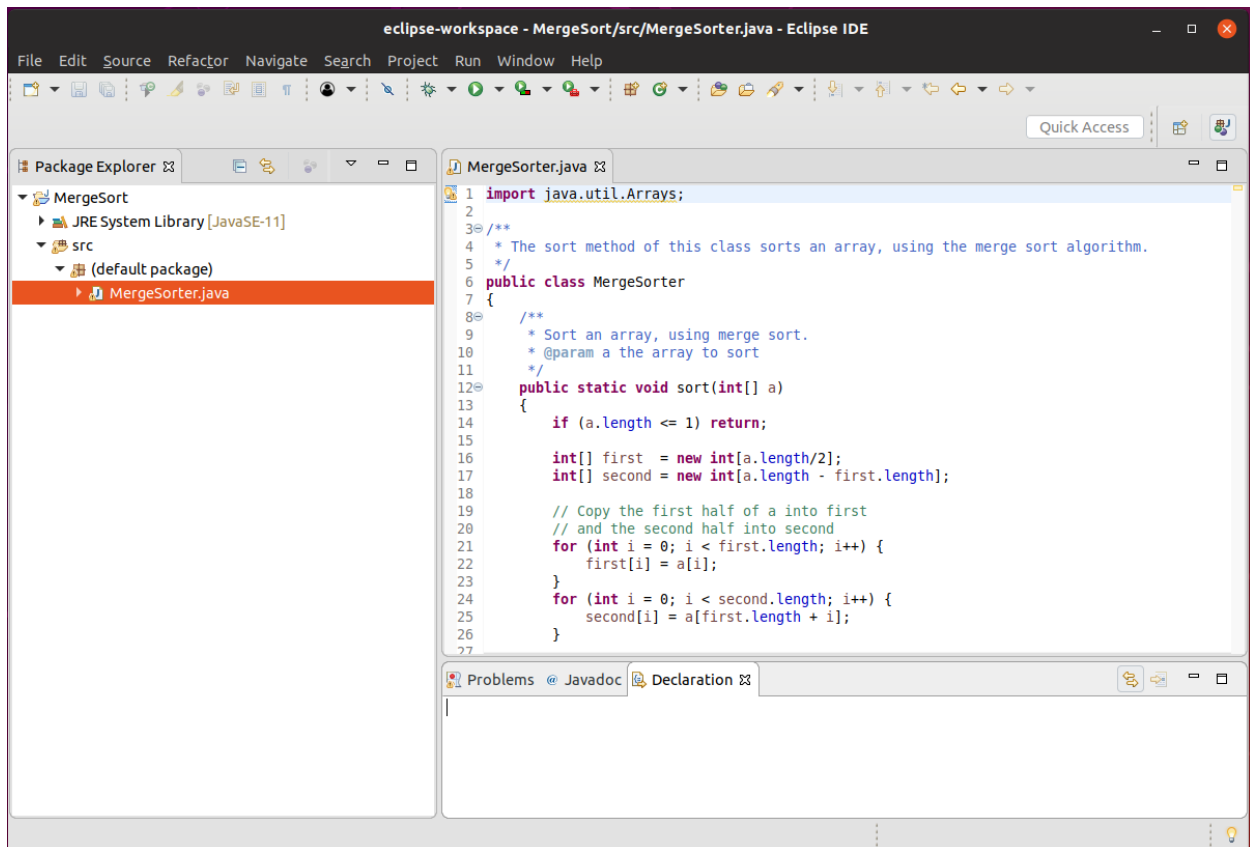 eclipse-workspace - MergeSort/src/MergeSorter.java - Eclipse IDE
File Edit Source Refactor Navigate Search Project Run Window Help
Quick Access
Package Explorer
MergeSort
JRE System Library [JavaSE-11]
src
(default package)
MergeSorter.java
MergeSorter.java
1 import java.util.Arrays;
2
3 /**
4  * The sort method of this class sorts an array, using the merge sort algorithm.
5  */
6 public class MergeSorter
7 {
8     /**
9      * Sort an array, using merge sort.
10      * @param a the array to sort
11      */
12     public static void sort(int[] a)
13     {
14         if (a.length <= 1) return;
15
16         int[] first  = new int[a.length/2];
17         int[] second = new int[a.length - first.length];
18
19         // Copy the first half of a into first
20         // and the second half into second
21         for (int i = 0; i < first.length; i++) {
22             first[i] = a[i];
23         }
24         for (int i = 0; i < second.length; i++) {
25             second[i] = a[first.length + i];
26         }
27
Problems @ Javadoc Declaration